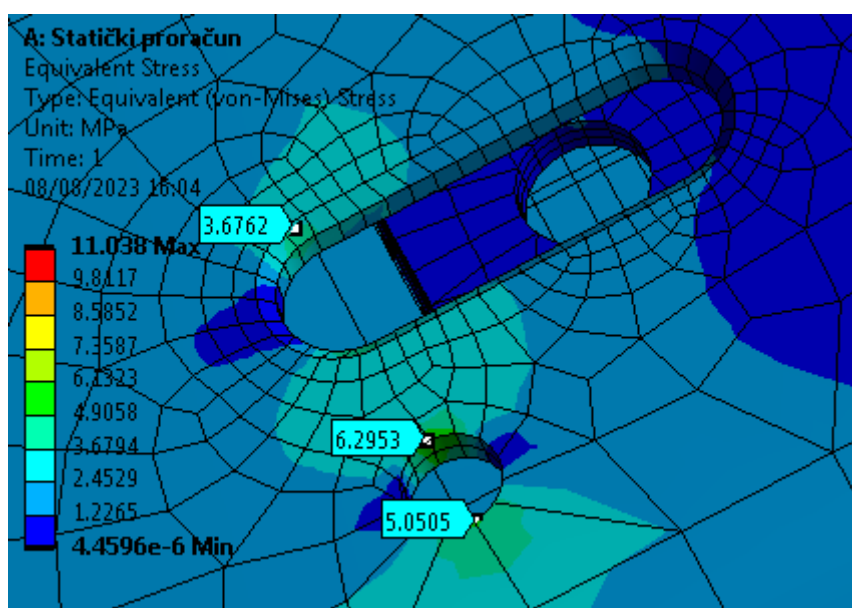 A: Statički proračun
Equivalent Stress
Type: Equivalent (von-Mises) Stress
Unit: MPa
Time: 1
08/08/2023 16:04
3.6762
11.038 Max
9.8117
8.5852
7.3587
6.1323
4.9058
3.6794
2.4529
1.2265
4.4596e-6 Min
6.2953
5.0505